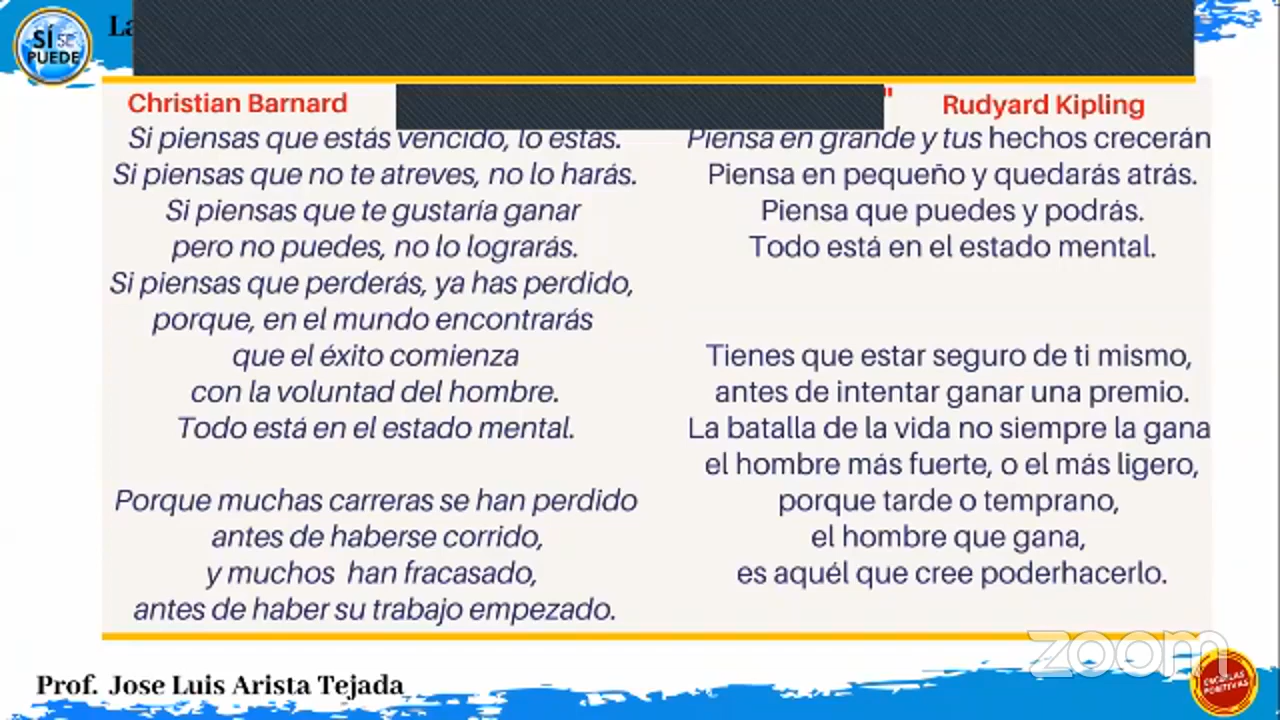 SÍ SE
PUEDE
La
Christian Barnard
"
Rudyard Kipling
Si piensas que estás vencido, lo estás.
Si piensas que no te atreves, no lo harás.
Si piensas que te gustaría ganar
pero no puedes, no lo lograrás.
Si piensas que perderás, ya has perdido,
porque, en el mundo encontrarás
que el éxito comienza
con la voluntad del hombre.
Todo está en el estado mental.
Porque muchas carreras se han perdido
antes de haberse corrido,
y muchos han fracasado,
antes de haber su trabajo empezado.
Piensa en grande y tus hechos crecerán
Piensa en pequeño y quedarás atrás.
Piensa que puedes y podrás.
Todo está en el estado mental.
Tienes que estar seguro de ti mismo,
antes de intentar ganar una premio.
La batalla de la vida no siempre la gana
el hombre más fuerte, o el más ligero,
porque tarde o temprano,
el hombre que gana,
es aquél que cree poderhacerlo.
zoom
ESCUELAS
POSITIVAS
Prof. Jose Luis Arista Tejada